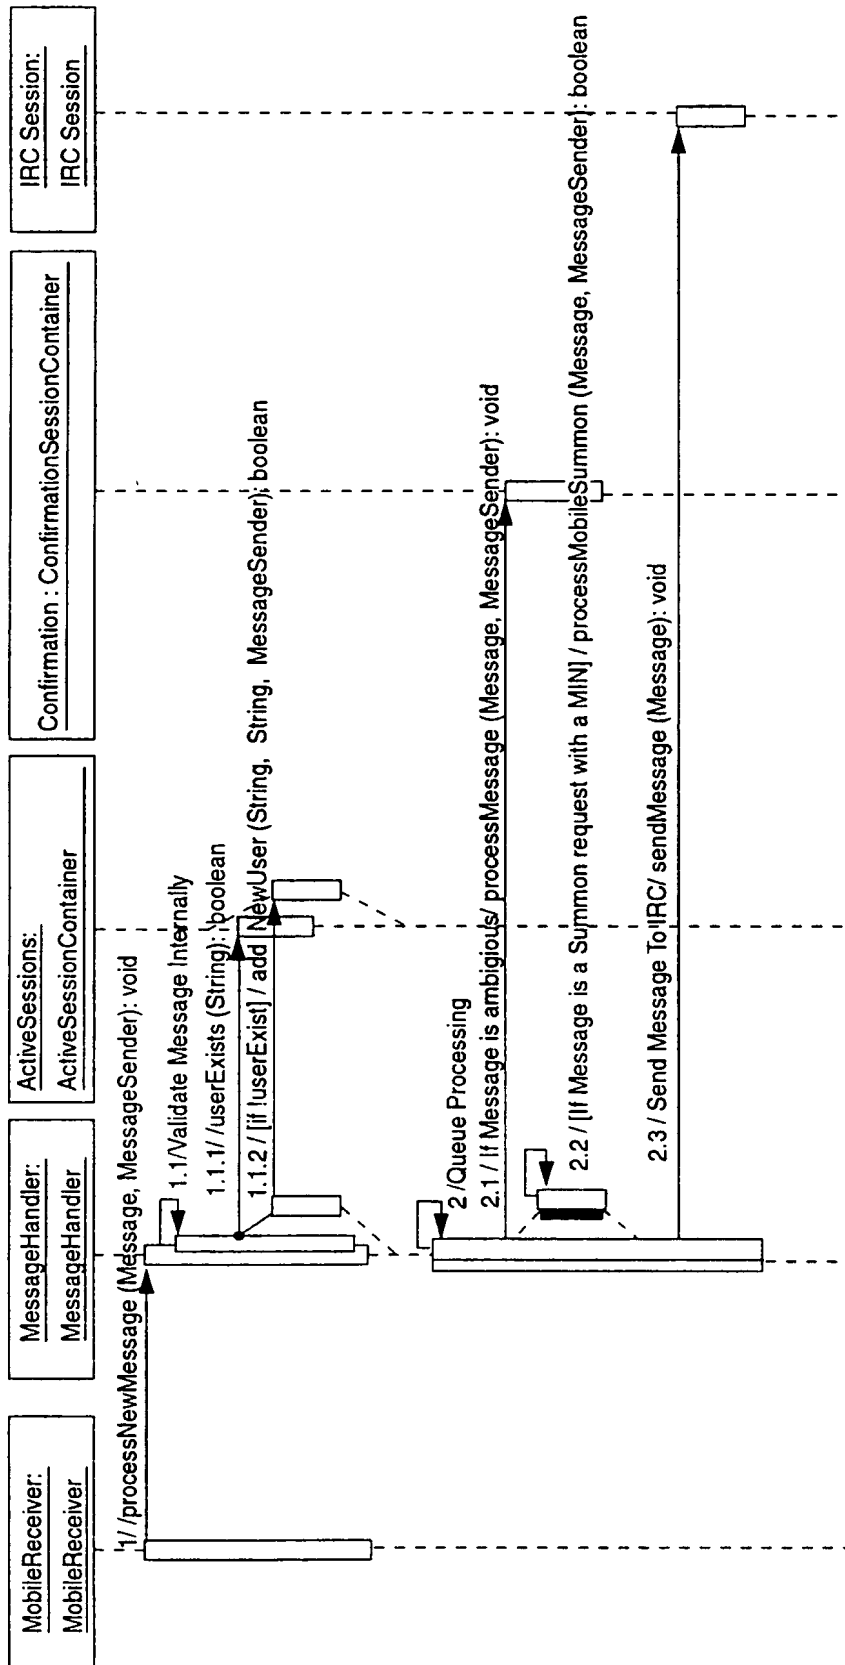 MobileReceiver:
MobileReceiver
MessageHandler:
MessageHandler
ActiveSessions:
ActiveSessionContainer
Confirmation : ConfirmationSessionContainer
IRC Session:
IRC Session
1/ /processNewMessage (Message, MessageSender): void
1.1/Validate Message Internally
1.1.1/ /userExists (String): boolean
1.1.2 / [if !userExist] / add NewUser (String, String, MessageSender): boolean
2 /Queue Processing
2.1 / If Message is ambigious/ processMessage (Message, MessageSender): void
2.2 / [If Message is a Summon request with a MIN] / processMobileSummon (Message, MessageSender): boolean
2.3 / Send Message To IRC/ sendMessage (Message): void